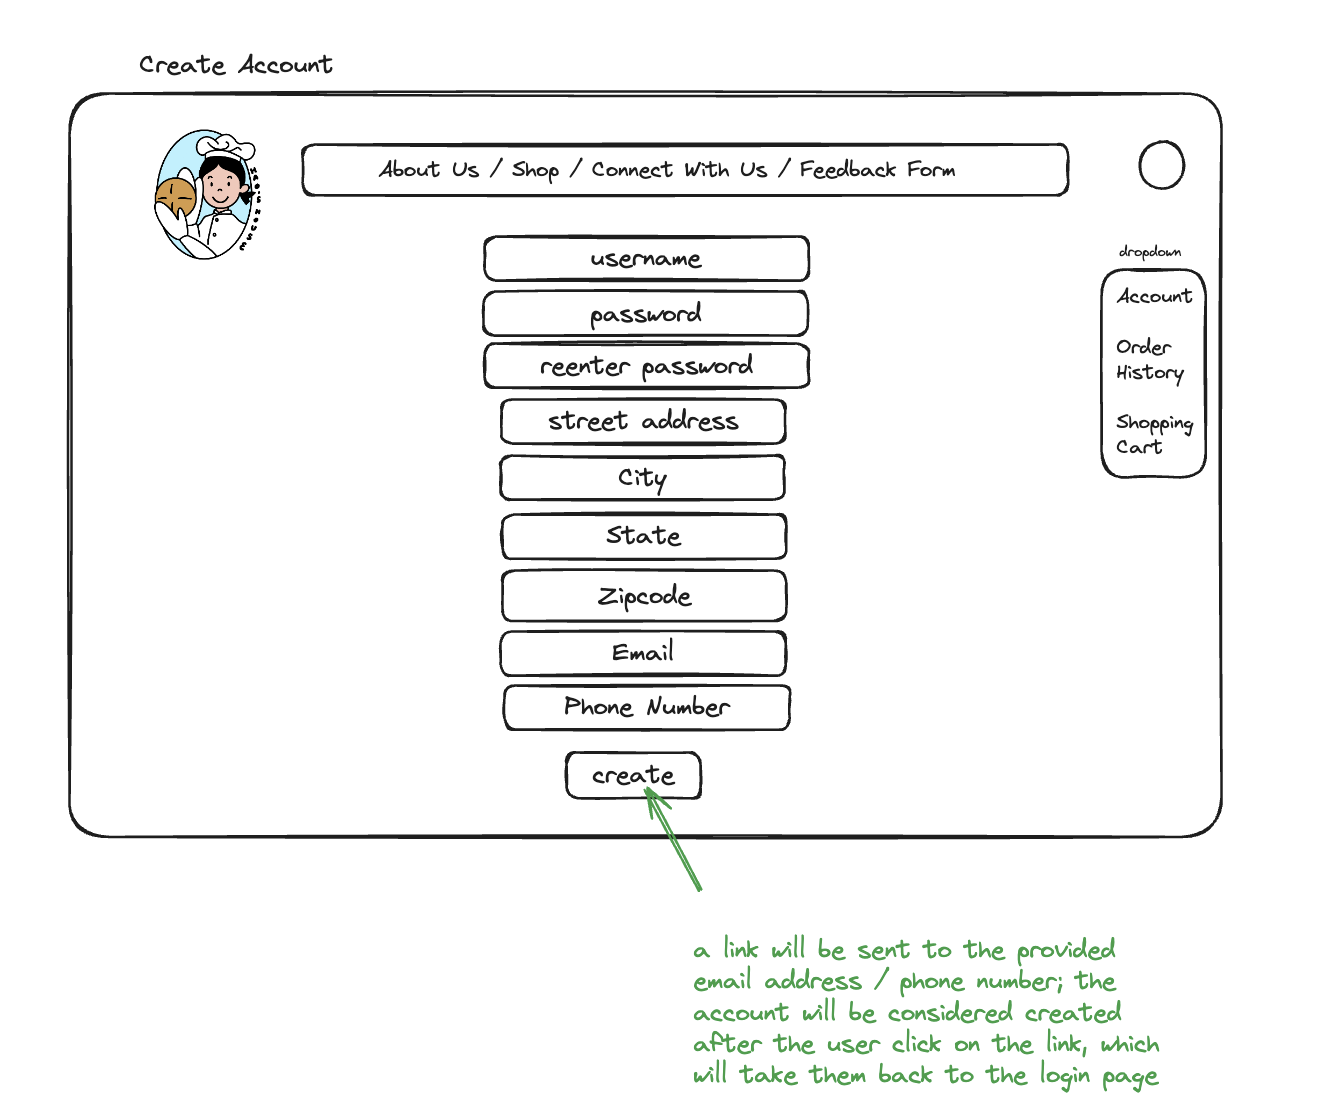 Create Account
About Us / Shop / Connect With Us / Feedback Form
username
password
reenter password
street address
City
State
Zipcode
Email
Phone Number
create
dropdown
Account
Order
History
Shopping
Cart
a link will be sent to the provided
email address / phone number; the
account will be considered created
after the user click on the link, which
will take them back to the login page